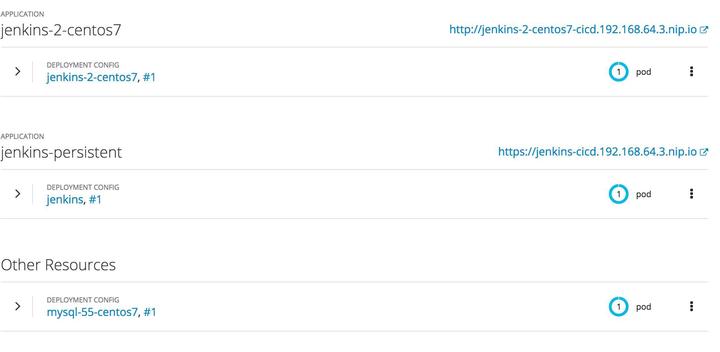 APPLICATION
jenkins-2-centos7 http://jenkins-2-centos7-cicd.192.168.64.3.nip.io
DEPLOYMENT CONFIG
jenkins-2-centos7, #1 1 pod
APPLICATION
jenkins-persistent https://jenkins-cicd.192.168.64.3.nip.io
DEPLOYMENT CONFIG
jenkins, #1 1 pod
Other Resources
DEPLOYMENT CONFIG
mysql-55-centos7, #1 1 pod